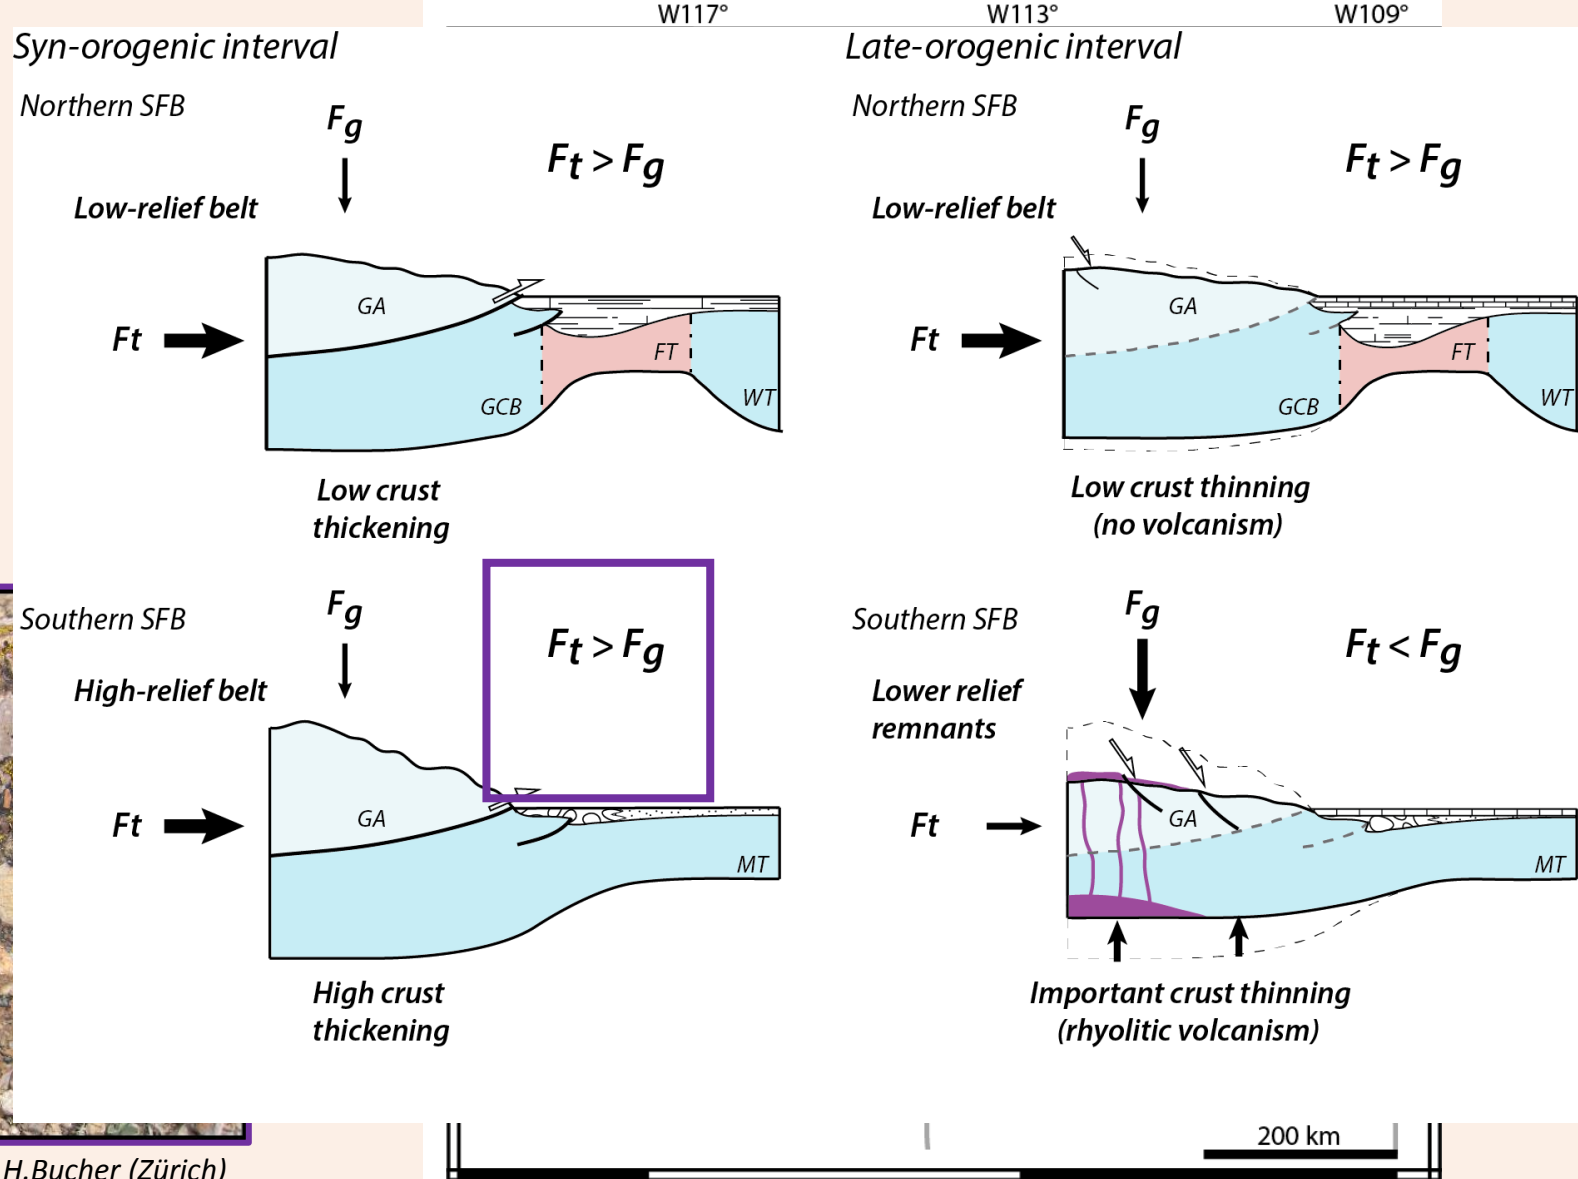 W117° W113° W109°
Syn-orogenic interval
Northern SFB
Fg
Ft > Fg
Low-relief belt
Ft
GA
FT
GCB
WT
Low crust
thickening
Late-orogenic interval
Northern SFB
Fg
Ft > Fg
Low-relief belt
Ft
GA
FT
GCB
WT
Low crust thinning
(no volcanism)
Southern SFB
Fg
Ft > Fg
High-relief belt
Ft
GA
MT
High crust
thickening
Southern SFB
Fg
Ft < Fg
Lower relief
remnants
Ft
GA
MT
Important crust thinning
(rhyolitic volcanism)
200 km
H.Bucher (Zürich)